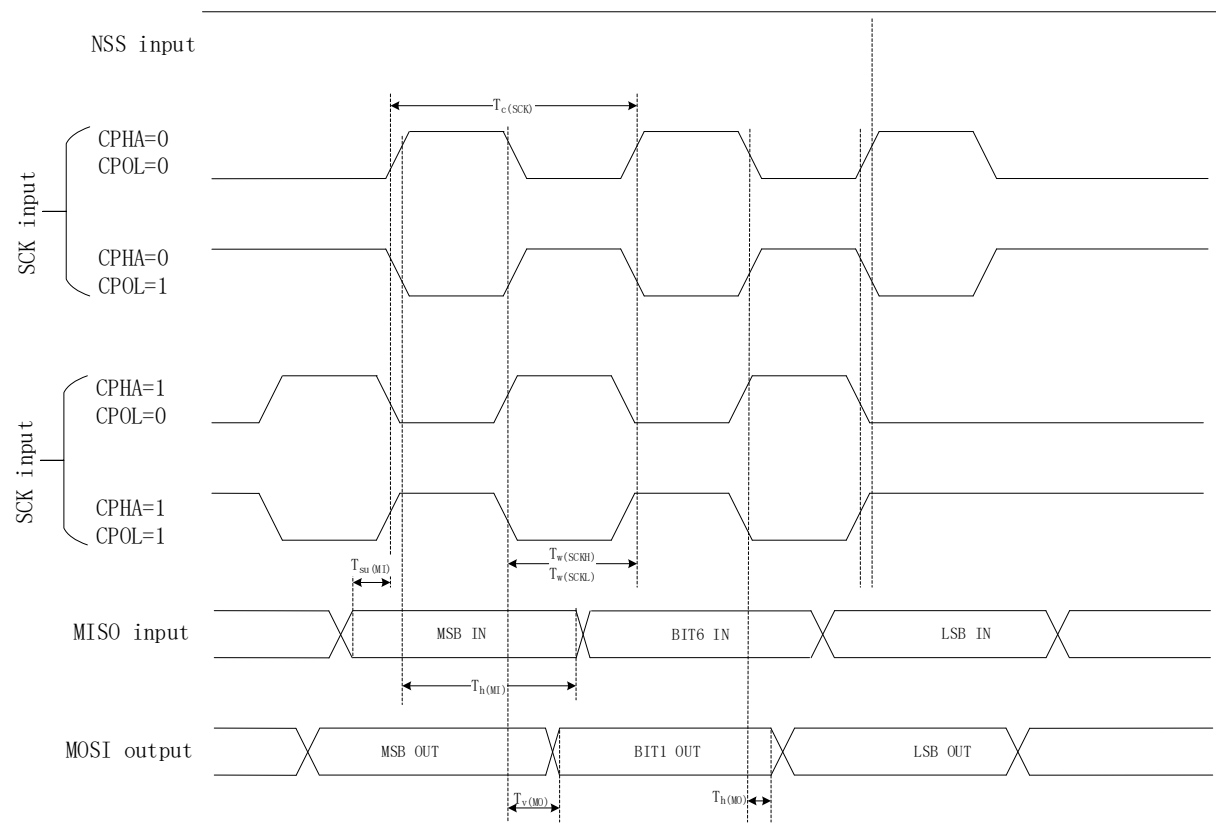 NSS input
Tc(SCK)
CPHA=0
CPOL=0
SCK input
CPHA=0
CPOL=1
CPHA=1
CPOL=0
SCK input
CPHA=1
CPOL=1
Tw(SCKH)
Tw(SCKL)
Tsu(MI)
MISO input
MSB IN
BIT6 IN
LSB IN
Th(MI)
MOSI output
MSB OUT
BIT1 OUT
LSB OUT
Tv(MO)
Th(MO)